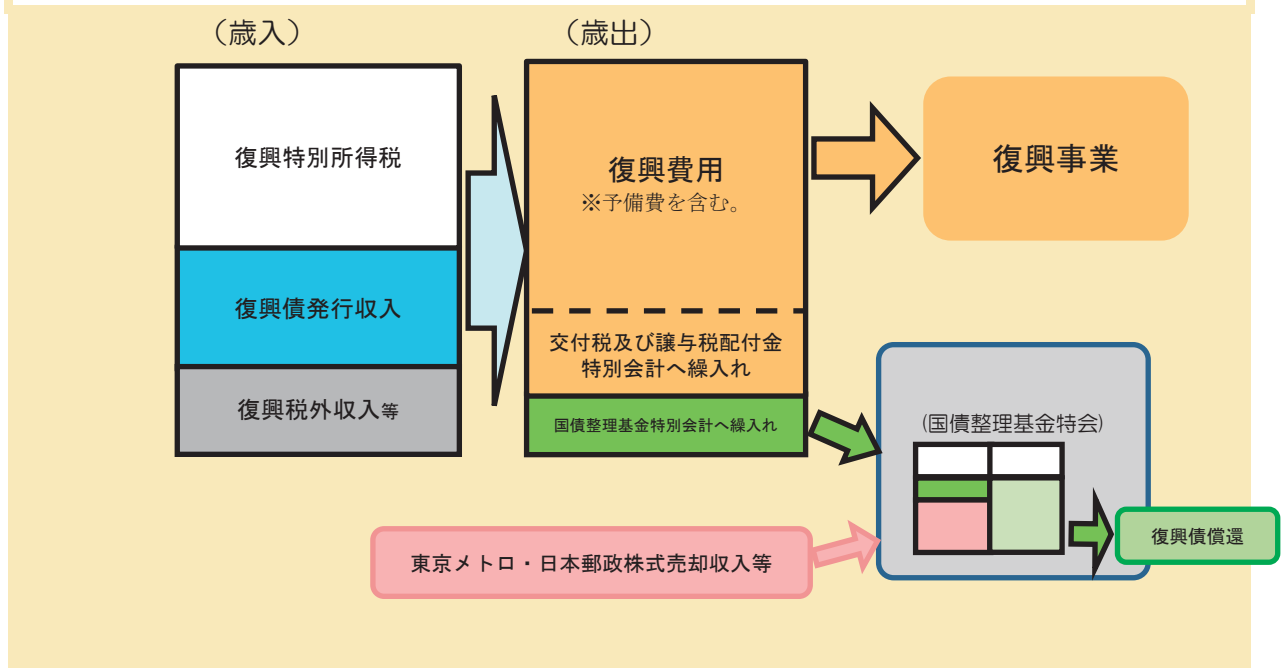 （歳入）
（歳出）
復興特別所得税
復興債発行収入
復興税外収入等
復興費用
※予備費を含む。
交付税及び譲与税配付金
特別会計へ繰入れ
国債整理基金特別会計へ繰入れ
復興事業
(国債整理基金特会)
復興債償還
東京メトロ・日本郵政株式売却収入等